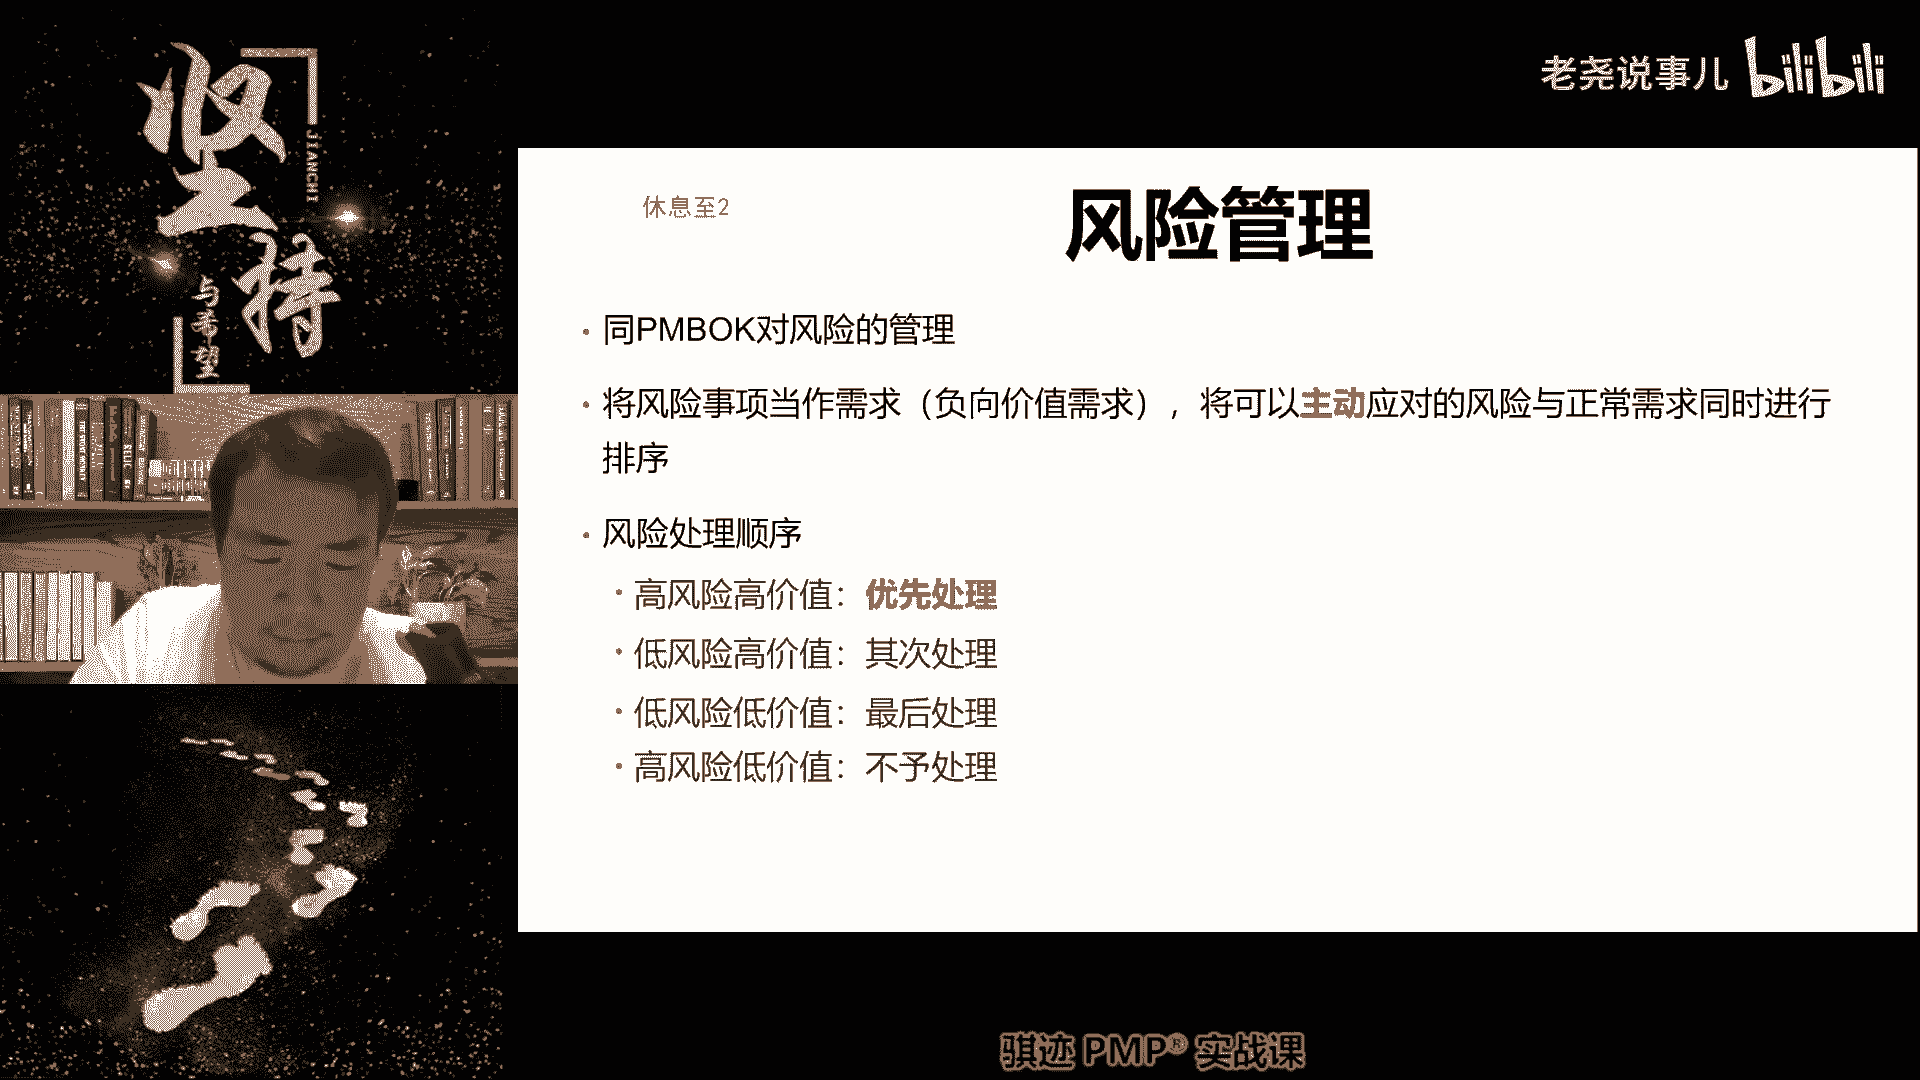 坚持
JIANCHI
与希望
老尧说事儿 bilibili
休息至2
风险管理
· 同PMBOK对风险的管理
· 将风险事项当作需求（负向价值需求），将可以主动应对的风险与正常需求同时进行
排序
· 风险处理顺序
· 高风险高价值：优先处理
· 低风险高价值：其次处理
· 低风险低价值：最后处理
· 高风险低价值：不予处理
骐迹 PMP® 实战课